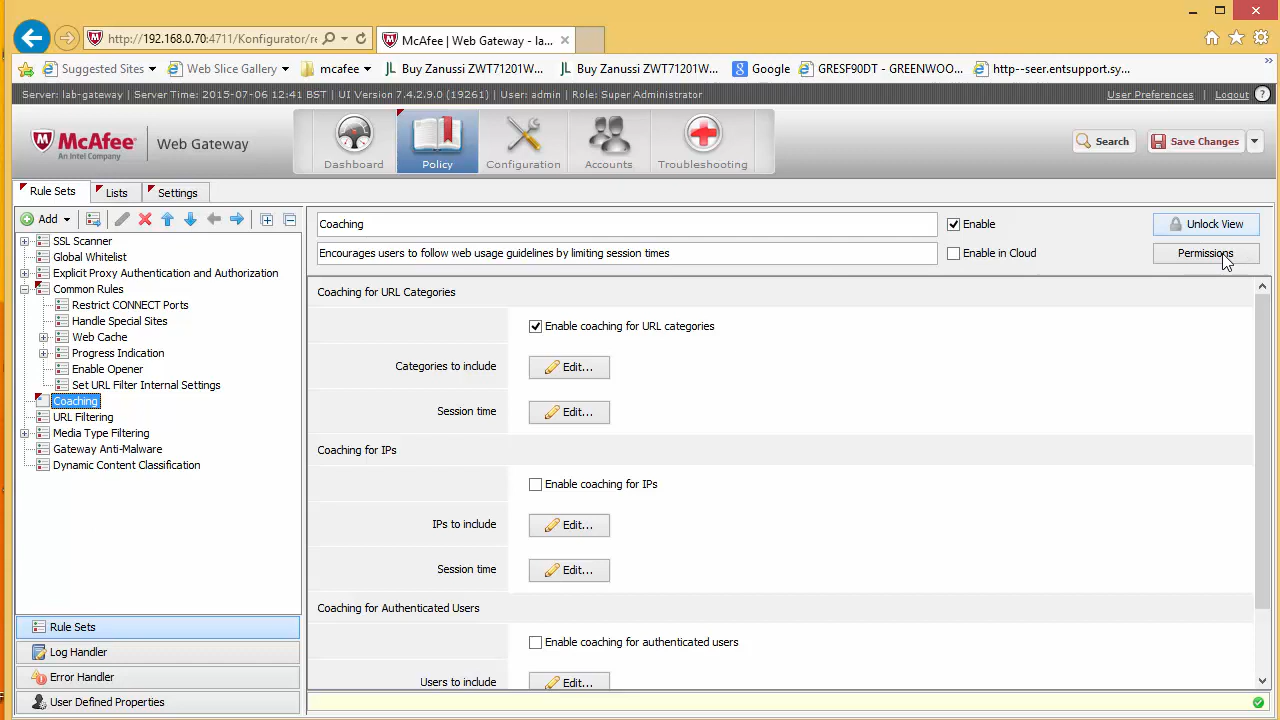 http://192.168.0.70:4711/Konfigurator/re
McAfee | Web Gateway - la...
Suggested Sites
Web Slice Gallery
mcafee
Buy Zanussi ZWT71201W...
Buy Zanussi ZWT71201W...
Google
GRESF90DT - GREENWOO...
http--seer.entsupport.sy...
Server: lab-gateway | Server Time: 2015-07-06 12:41 BST | UI Version 7.4.2.9.0 (19261) | User: admin | Role: Super Administrator
User Preferences | Logout
McAfee
An Intel Company
Web Gateway
Dashboard
Policy
Configuration
Accounts
Troubleshooting
Search
Save Changes
Rule Sets
Lists
Settings
Add
SSL Scanner
Global Whitelist
Explicit Proxy Authentication and Authorization
Common Rules
Restrict CONNECT Ports
Handle Special Sites
Web Cache
Progress Indication
Enable Opener
Set URL Filter Internal Settings
Coaching
URL Filtering
Media Type Filtering
Gateway Anti-Malware
Dynamic Content Classification
Rule Sets
Log Handler
Error Handler
User Defined Properties
Coaching
Enable
Unlock View
Encourages users to follow web usage guidelines by limiting session times
Enable in Cloud
Permissions
Coaching for URL Categories
Enable coaching for URL categories
Categories to include
Edit...
Session time
Edit...
Coaching for IPs
Enable coaching for IPs
IPs to include
Edit...
Session time
Edit...
Coaching for Authenticated Users
Enable coaching for authenticated users
Users to include
Edit...